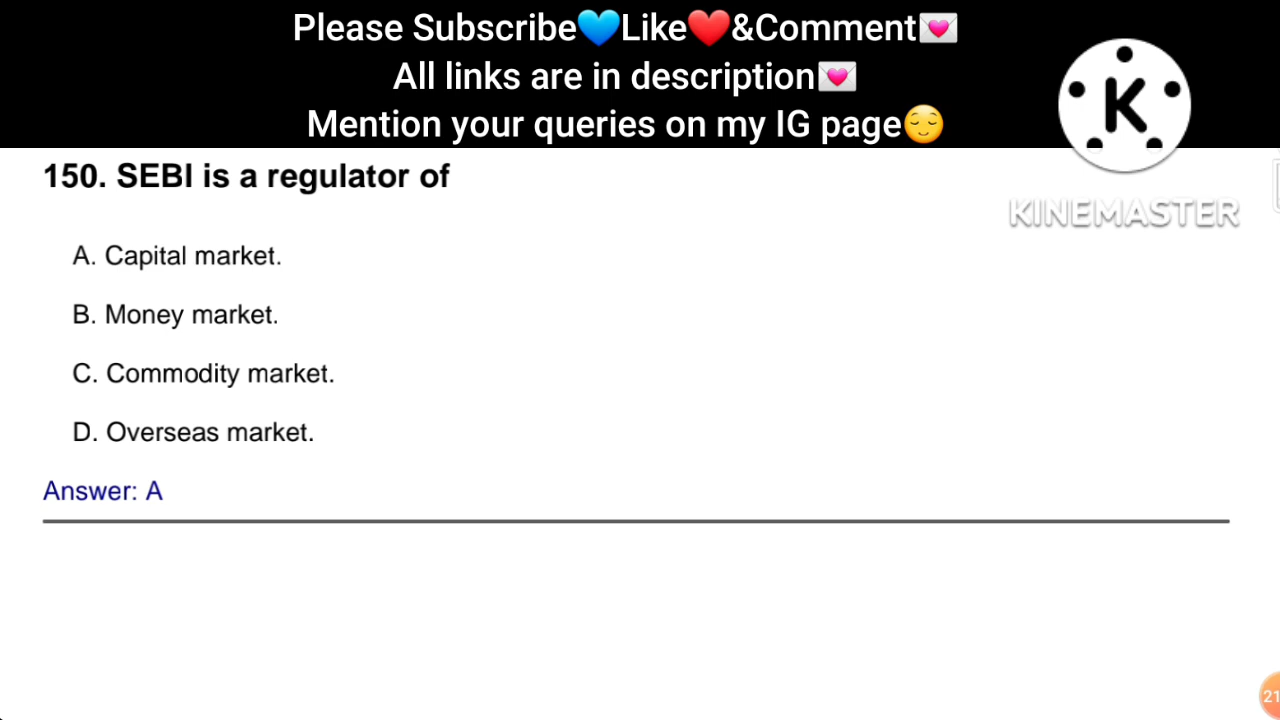 Please Subscribe💙Like❤️&Comment💌
All links are in description💌
Mention your queries on my IG page😌
K
KINEMASTER
150. SEBI is a regulator of
A. Capital market.
B. Money market.
C. Commodity market.
D. Overseas market.
Answer: A
21